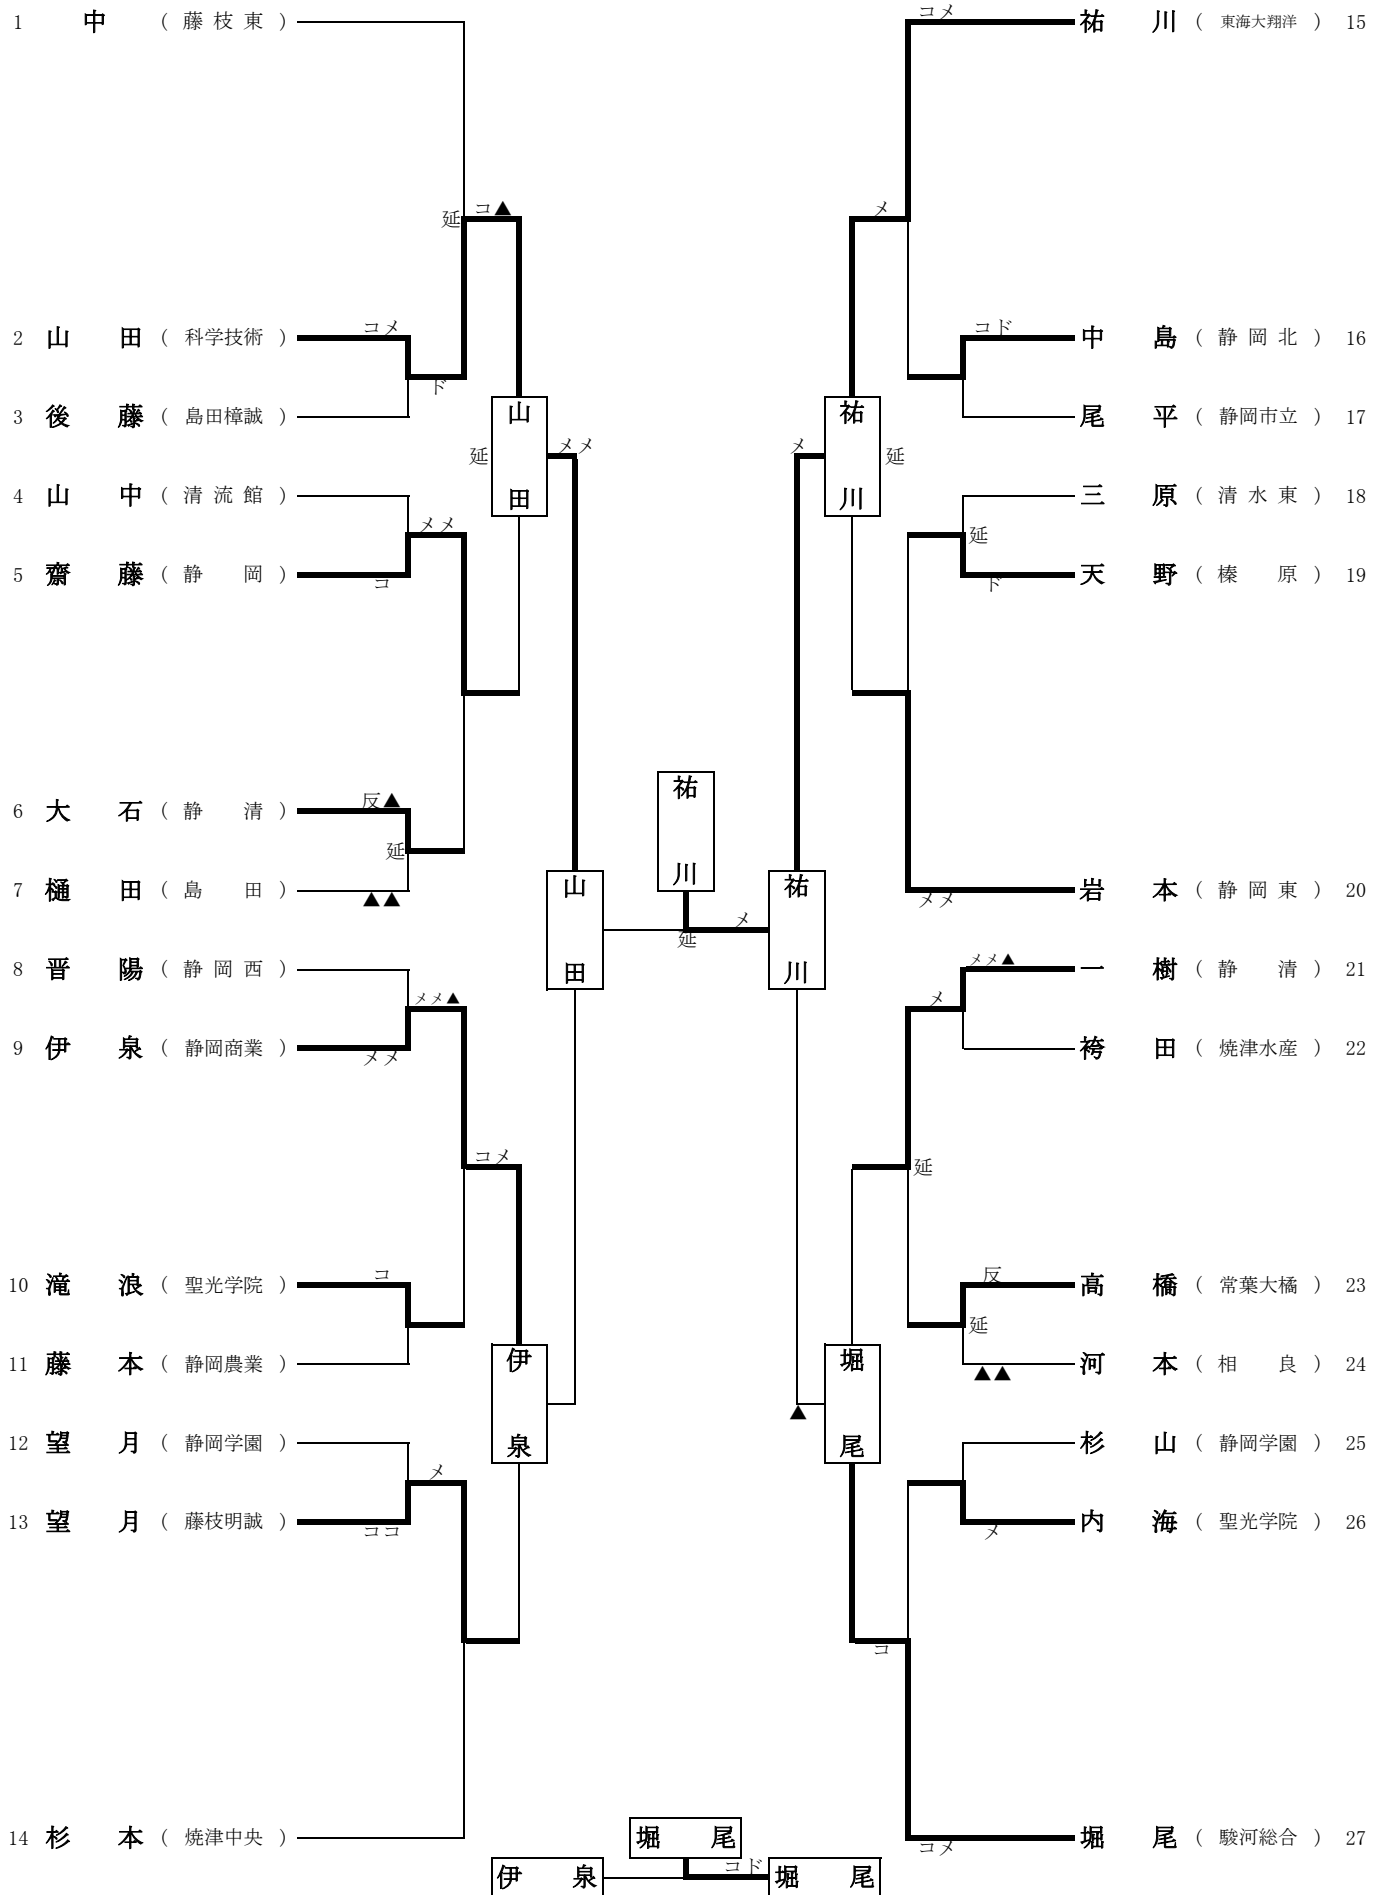 1 中 ( 藤枝東 )
コメ
祐川 ( 東海大翔洋 ) 15
延
コ▲
メ
2 山田 ( 科学技術 )
コメ
ド
コド
中島 ( 静岡北 ) 16
3 後藤 ( 島田樟誠 )
尾平 ( 静岡市立 ) 17
山田
延
メメ
祐川
メ
延
4 山中 ( 清流館 )
三原 ( 清水東 ) 18
メメ
延
5 齋藤 ( 静岡 )
コ
ド
天野 ( 榛原 ) 19
6 大石 ( 静清 )
反▲
延
7 樋田 ( 島田 )
▲▲
祐川
山田
祐川
メ
延
メメ
岩本 ( 静岡東 ) 20
8 晋陽 ( 静岡西 )
メメ▲
一樹 ( 静清 ) 21
メメ▲
メ
9 伊泉 ( 静岡商業 )
メメ
袴田 ( 焼津水産 ) 22
コメ
延
10 滝浪 ( 聖光学院 )
コ
反
高橋 ( 常葉大橘 ) 23
延
11 藤本 ( 静岡農業 )
▲▲
河本 ( 相良 ) 24
伊泉
堀尾
▲
12 望月 ( 静岡学園 )
杉山 ( 静岡学園 ) 25
メ
13 望月 ( 藤枝明誠 )
ココ
メ
内海 ( 聖光学院 ) 26
コ
14 杉本 ( 焼津中央 )
コメ
堀尾 ( 駿河総合 ) 27
堀尾
コド
伊泉
堀尾